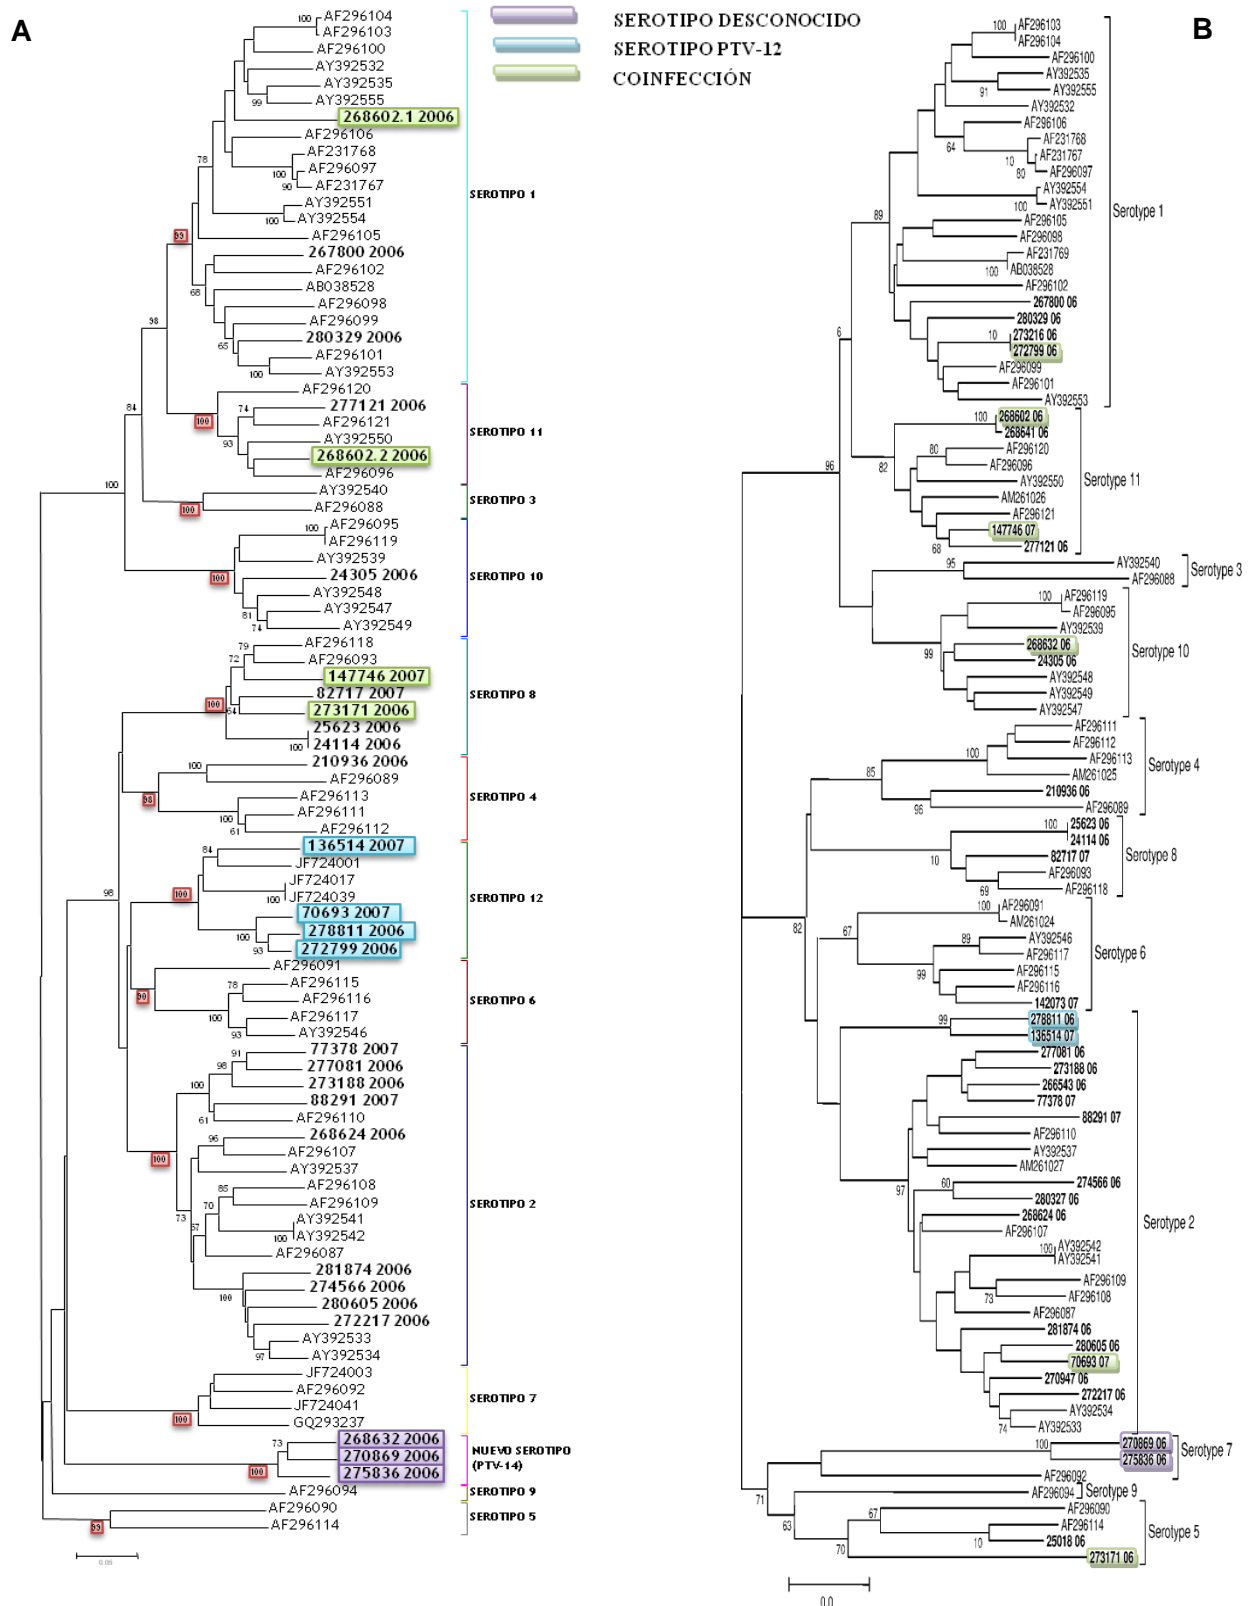 A
SEROTIPO DESCONOCIDO
SEROTIPO PTV-12
COINFECCIÓN
100
AF296104
AF296103
AF296100
AY392532
AY392535
99
AY392555
268602.1 2006
AF296106
78
AF231768
AF296097
100
90
AF231767
AY392551
100
AY392554
99
AF296105
267800 2006
AF296102
68
AB038528
AF296098
AF296099
98
280329 2006
65
AF296101
100
AY392553
SEROTIPO 1
AF296120
277121 2006
74
100
AF296121
84
93
AY392550
268602.2 2006
AF296096
SEROTIPO 11
100
AY392540
100
AF296088
SEROTIPO 3
100
AF296095
AF296119
AY392539
100
24305 2006
AY392548
81
AY392547
74
AY392549
SEROTIPO 10
79
AF296118
72
AF296093
147746 2007
100
82717 2007
64
273171 2006
25623 2006
100
24114 2006
SEROTIPO 8
100
210936 2006
AF296089
98
AF296113
100
AF296111
61
AF296112
SEROTIPO 4
84
136514 2007
JF724001
98
100
JF724017
100
JF724039
70693 2007
100
278811 2006
93
272799 2006
SEROTIPO 12
AF296091
78
AF296115
90
AF296116
100
AF296117
93
AY392546
SEROTIPO 6
91
77378 2007
98
277081 2006
100
273188 2006
88291 2007
61
AF296110
96
268624 2006
100
AF296107
AY392537
85
AF296108
70
AF296109
73
57
AY392541
100
AY392542
AF296087
281874 2006
100
274566 2006
280605 2006
272217 2006
AY392533
97
AY392534
SEROTIPO 2
JF724003
AF296092
JF724041
100
GQ293237
SEROTIPO 7
268632 2006
73
270869 2006
100
275836 2006
NUEVO SEROTIPO
(PTV-14)
AF296094
SEROTIPO 9
AF296090
99
AF296114
SEROTIPO 5
0.05
B
100
AF296103
AF296104
AF296100
AY392535
91
AY392555
AY392532
AF296106
64
AF231768
10
AF231767
80
AF296097
AY392554
100
AY392551
89
AF296105
AF296098
AF231769
100
AB038528
AF296102
267800 06
280329 06
6
10
273216 06
272799 06
AF296099
AF296101
AY392553
Serotype 1
100
268602 06
268641 06
80
AF296120
82
AF296096
96
AY392550
AM261026
AF296121
147746 07
68
277121 06
Serotype 11
95
AY392540
AF296088
Serotype 3
100
AF296119
AF296095
AY392539
99
268632 06
24305 06
AY392548
AY392549
AY392547
Serotype 10
AF296111
100
AF296112
AF296113
85
AM261025
210936 06
96
AF296089
Serotype 4
100
25623 06
24114 06
10
82717 07
AF296093
69
AF296118
Serotype 8
100
AF296091
AM261024
82
67
89
AY392546
AF296117
99
AF296115
AF296116
142073 07
Serotype 6
99
278811 06
136514 07
277081 06
273188 06
266543 06
77378 07
88291 07
AF296110
AY392537
AM261027
97
60
274566 06
280327 06
268624 06
AF296107
100
AY392542
AY392541
AF296109
73
AF296108
AF296087
281874 06
280605 06
70693 07
270947 06
272217 06
AY392534
74
AY392533
Serotype 2
100
270869 06
275836 06
AF296092
Serotype 7
71
AF296094
Serotype 9
63
67
AF296090
AF296114
70
10
25018 06
273171 06
Serotype 5
0.0